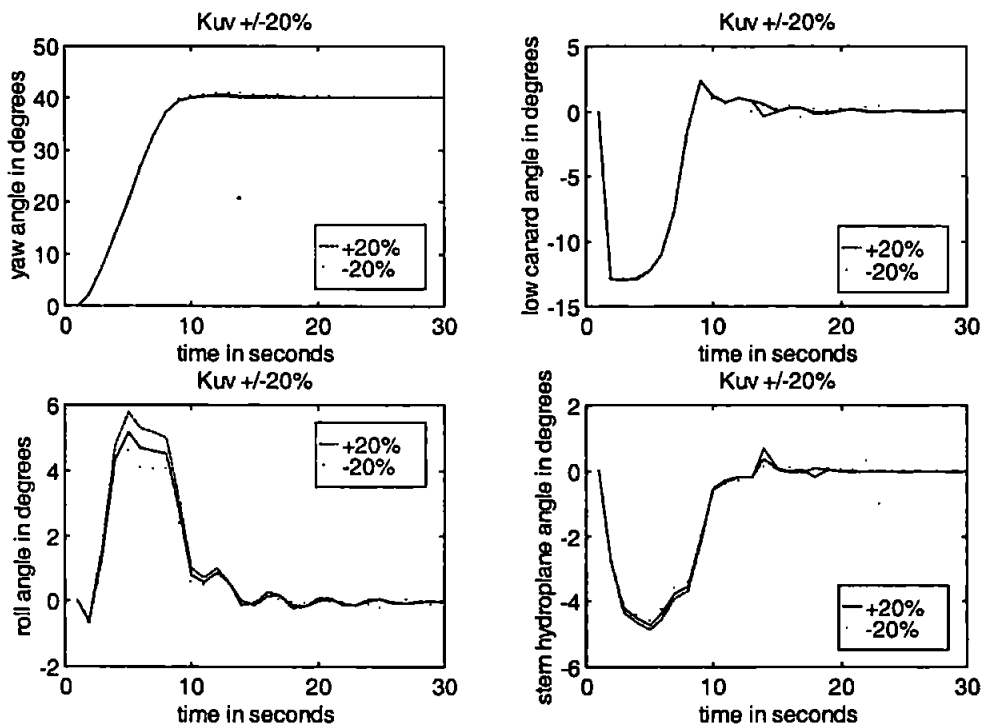 Kuv +/-20%
50
40
30
20
10
0
yaw angle in degrees
+20%
-20%
0 10 20 30
time in seconds
Kuv +/-20%
5
0
-5
-10
-15
low canard angle in degrees
+20%
-20%
0 10 20 30
time in seconds
Kuv +/-20%
6
4
2
0
-2
roll angle in degrees
+20%
-20%
0 10 20 30
time in seconds
Kuv +/-20%
2
0
-2
-4
-6
stern hydroplane angle in degrees
+20%
-20%
0 10 20 30
time in seconds